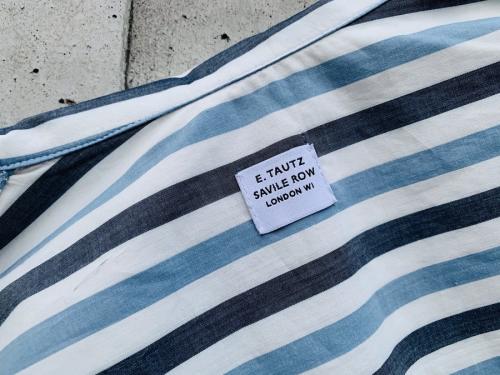 E. TAUTZ
SAVILE ROW
LONDON W1